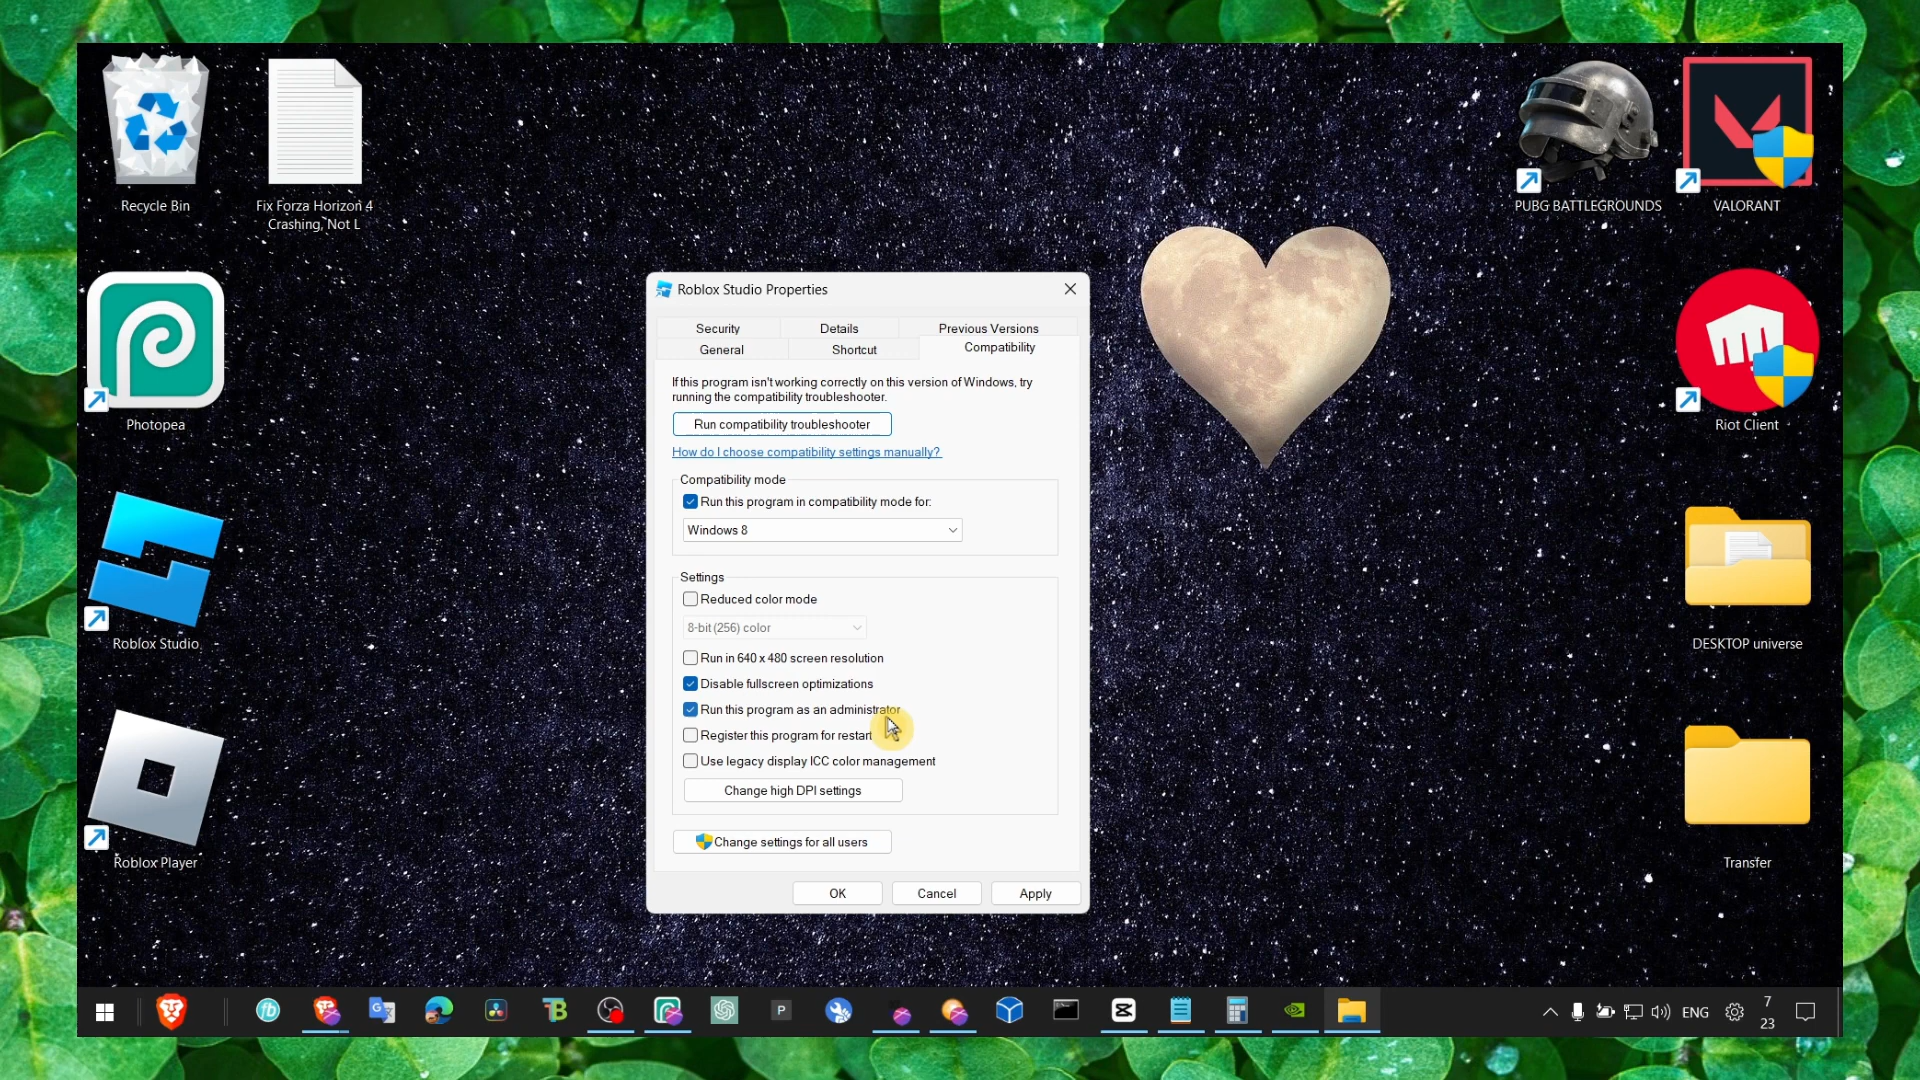 Recycle Bin
Fix Forza Horizon 4
Crashing, Not L
PUBG BATTLEGROUNDS
VALORANT
Photopea
Riot Client
Roblox Studio
DESKTOP universe
Roblox Player
Transfer
Roblox Studio Properties
Security
Details
Previous Versions
General
Shortcut
Compatibility
If this program isn't working correctly on this version of Windows, try
running the compatibility troubleshooter.
Run compatibility troubleshooter
How do I choose compatibility settings manually?
Compatibility mode
Run this program in compatibility mode for:
Windows 8
Settings
Reduced color mode
8-bit (256) color
Run in 640 x 480 screen resolution
Disable fullscreen optimizations
Run this program as an administrator
Register this program for restart
Use legacy display ICC color management
Change high DPI settings
Change settings for all users
OK
Cancel
Apply
fb
G
TB
P
ENG
7
23